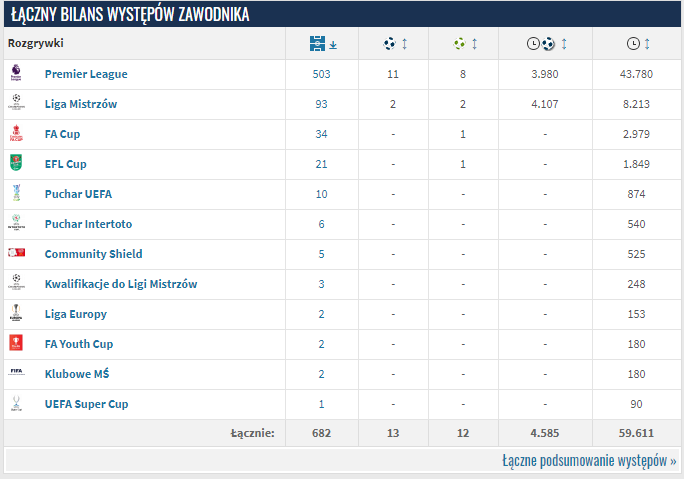 ŁĄCZNY BILANS WYSTĘPÓW ZAWODNIKA
Rozgrywki
Premier League 503 11 8 3.980 43.780
Liga Mistrzów 93 2 2 4.107 8.213
FA Cup 34 - 1 - 2.979
EFL Cup 21 - 1 - 1.849
Puchar UEFA 10 - - - 874
Puchar Intertoto 6 - - - 540
Community Shield 5 - - - 525
Kwalifikacje do Ligi Mistrzów 3 - - - 248
Liga Europy 2 - - - 153
FA Youth Cup 2 - - - 180
FIFA Klubowe MŚ 2 - - - 180
UEFA Super Cup 1 - - - 90
Łącznie: 682 13 12 4.585 59.611
Łączne podsumowanie występów »